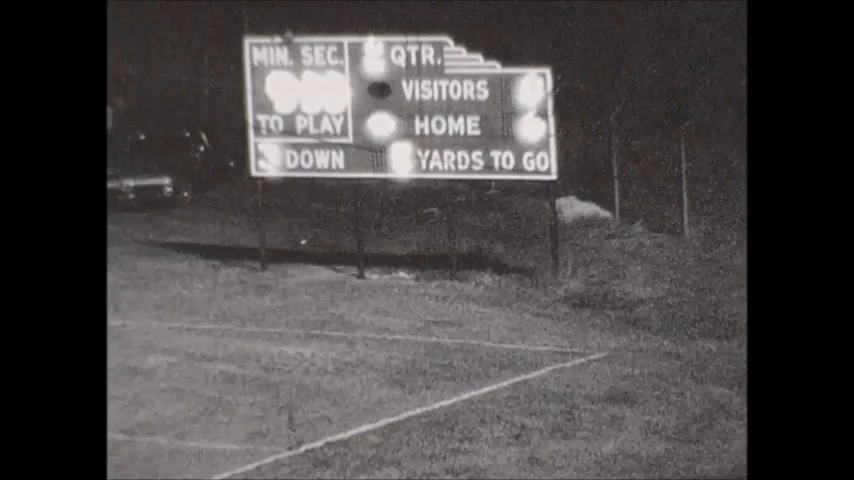 MIN. SEC.
TO PLAY
QTR.
VISITORS
HOME
DOWN
YARDS TO GO